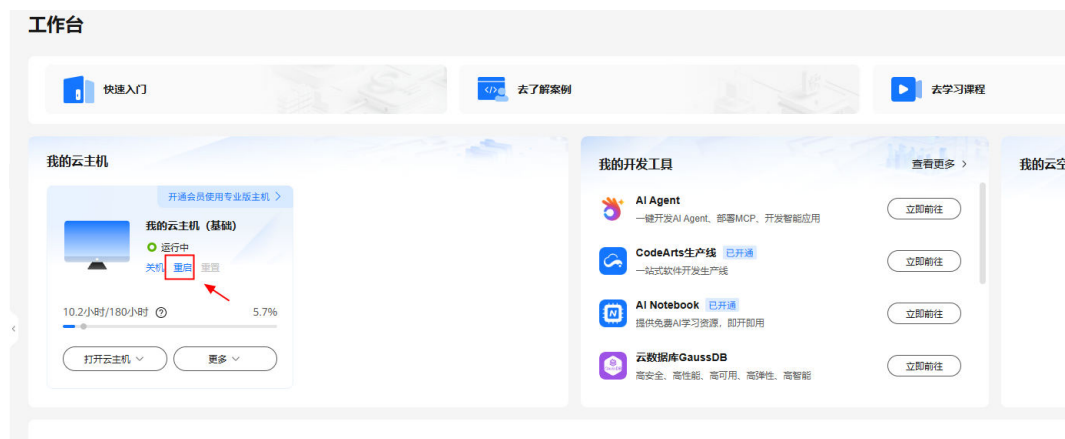 工作台
快速入门
去了解案例
去学习课程
我的云主机
开通会员使用专业版主机 >
我的云主机（基础）
运行中
关机 重启 重置
10.2小时/180小时 ? 5.7%
打开云主机
更多
我的开发工具
查看更多 >
AI Agent
一键开发AI Agent、部署MCP、开发智能应用
立即前往
CodeArts生产线 已开通
一站式软件开发生产线
立即前往
AI Notebook 已开通
提供免费AI学习资源，即开即用
立即前往
云数据库GaussDB
高安全、高性能、高可用、高弹性、高智能
立即前往
我的云空